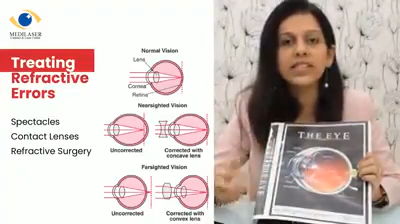 MEDILASER
Treating
Refractive
Errors
Spectacles
Contact Lenses
Refractive Surgery
Normal Vision
Lens
Cornea
Retina
Nearsighted Vision
Uncorrected
Corrected with
concave lens
Farsighted Vision
Uncorrected
Corrected with
convex lens
THE EYE